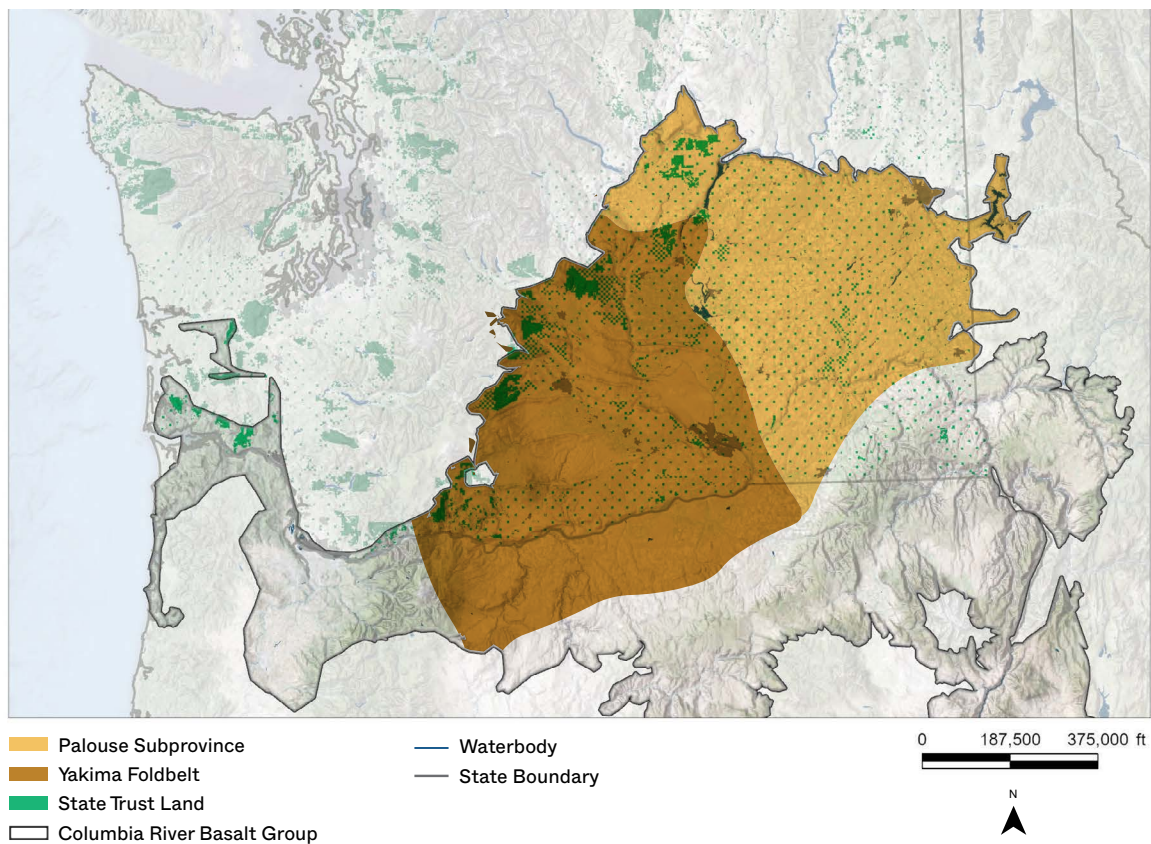 Palouse Subprovince
Yakima Foldbelt
State Trust Land
Columbia River Basalt Group
Waterbody
State Boundary
0 187,500 375,000 ft
N